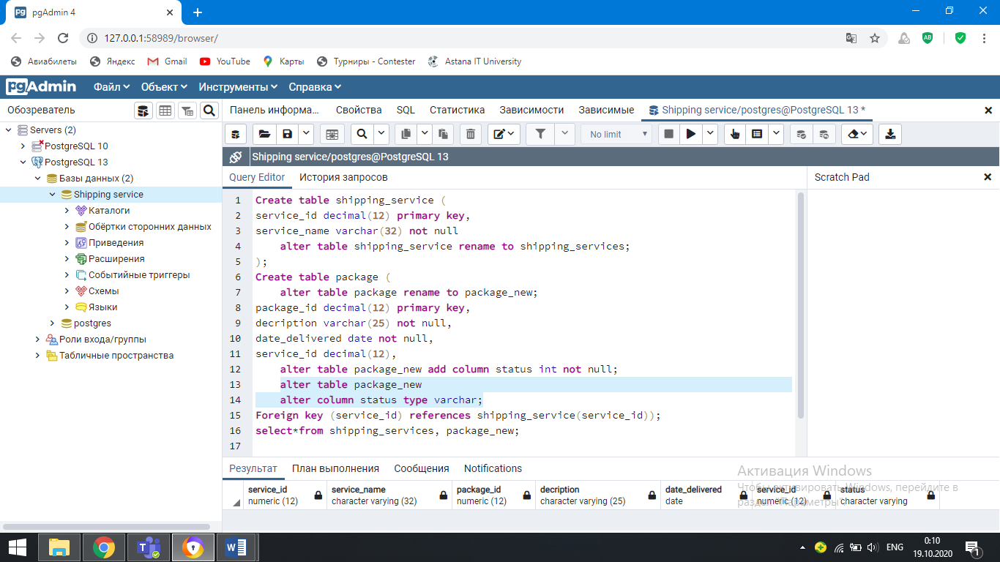 pgAdmin 4
127.0.0.1:58989/browser/
Авиабилеты Яндекс Gmail YouTube Карты Турниры - Contester Astana IT University
pgAdmin Файл Объект Инструменты Справка
Обозреватель
Панель информа... Свойства SQL Статистика Зависимости Зависимые Shipping service/postgres@PostgreSQL 13 *
No limit
Shipping service/postgres@PostgreSQL 13
Query Editor История запросов
Scratch Pad
Servers (2)
PostgreSQL 10
PostgreSQL 13
Базы данных (2)
Shipping service
Каталоги
Обёртки сторонних данных
Приведения
Расширения
Событийные триггеры
Схемы
Языки
postgres
Роли входа/группы
Табличные пространства
1 Create table shipping_service (
2 service_id decimal(12) primary key,
3 service_name varchar(32) not null
4 alter table shipping_service rename to shipping_services;
5 );
6 Create table package (
7 alter table package rename to package_new;
8 package_id decimal(12) primary key,
9 decription varchar(25) not null,
10 date_delivered date not null,
11 service_id decimal(12),
12 alter table package_new add column status int not null;
13 alter table package_new
14 alter column status type varchar;
15 Foreign key (service_id) references shipping_service(service_id));
16 select*from shipping_services, package_new;
17
Результат План выполнения Сообщения Notifications
Активация Windows
Чтобы активировать Windows, перейдите в
раздел "Параметры".
service_id service_name package_id decription date_delivered service_id status
numeric (12) character varying (32) numeric (12) character varying (25) date numeric (12) character varying
ENG
0:10
19.10.2020
1